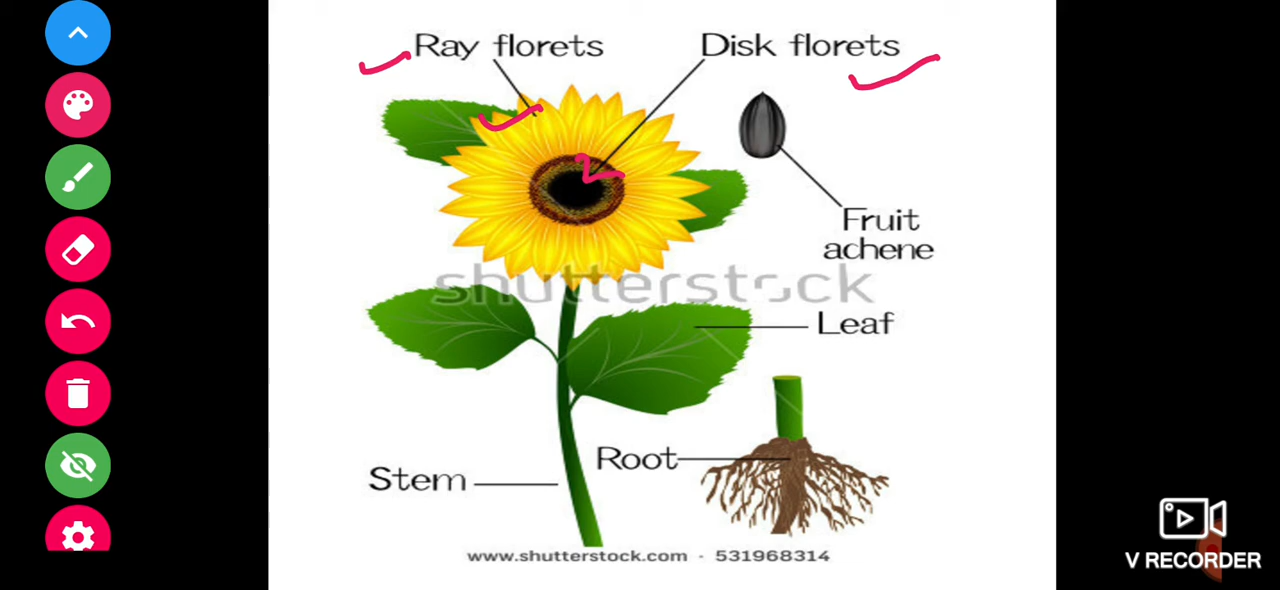 Ray florets
Disk florets
Fruit
achene
shutterstock
Leaf
Root
Stem
www.shutterstock.com · 531968314
V RECORDER